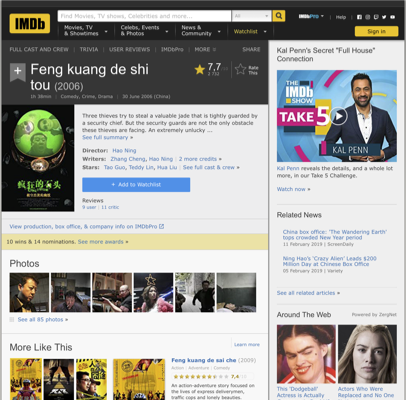 IMDb
Find Movies, TV shows, Celebrities and more...
All
Movies, TV
& Showtimes
Celebs, Events
& Photos
News &
Community
Watchlist
IMDbPro
Help
Sign in
FULL CAST AND CREW | TRIVIA | USER REVIEWS | IMDbPro | MORE
SHARE
Feng kuang de shi
tou (2006)
7,7
Rate
This
1h 38min | Comedy, Crime, Drama | 30 June 2006 (China)
疯狂的石头
Three thieves try to steal a valuable jade that is tightly guarded
by a security chief. But the security guards are not the only obstacle
these thieves are facing. An extremely unlucky ...
See full summary »
Director: Hao Ning
Writers: Zhang Cheng, Hao Ning | 2 more credits »
Stars: Tao Guo, Teddy Lin, Hua Liu | See full cast & crew »
+ Add to Watchlist
Reviews
9 user | 11 critic
View production, box office, & company info on IMDbPro
10 wins & 14 nominations. See more awards »
Photos
See all 85 photos »
More Like This
Learn more
Feng kuang de sai che (2009)
Action | Adventure | Comedy
7,4
An action-adventure story focused on
the lives of express deliverymen,
traffic cops and lonely beauties.
Kal Penn's Secret "Full House"
Connection
THE
IMDb
SHOW
TAKE
5
KAL PENN
Kal Penn reveals the details, and a whole lot
more, in our Take 5 Challenge.
Watch now »
Related News
China box office: 'The Wandering Earth'
tops crowded New Year period
11 February 2019 | ScreenDaily
Ning Hao's 'Crazy Alien' Leads $200
Million Day at Chinese Box Office
05 February 2019 | Variety
See all related articles »
Around The Web
Powered by ZergNet
This 'Dodgeball'
Actress is Actually
Actors Who Were
Replaced and No One